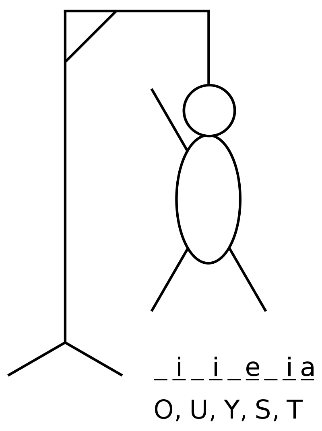 _ i _ i _ e _ i a
O, U, Y, S, T